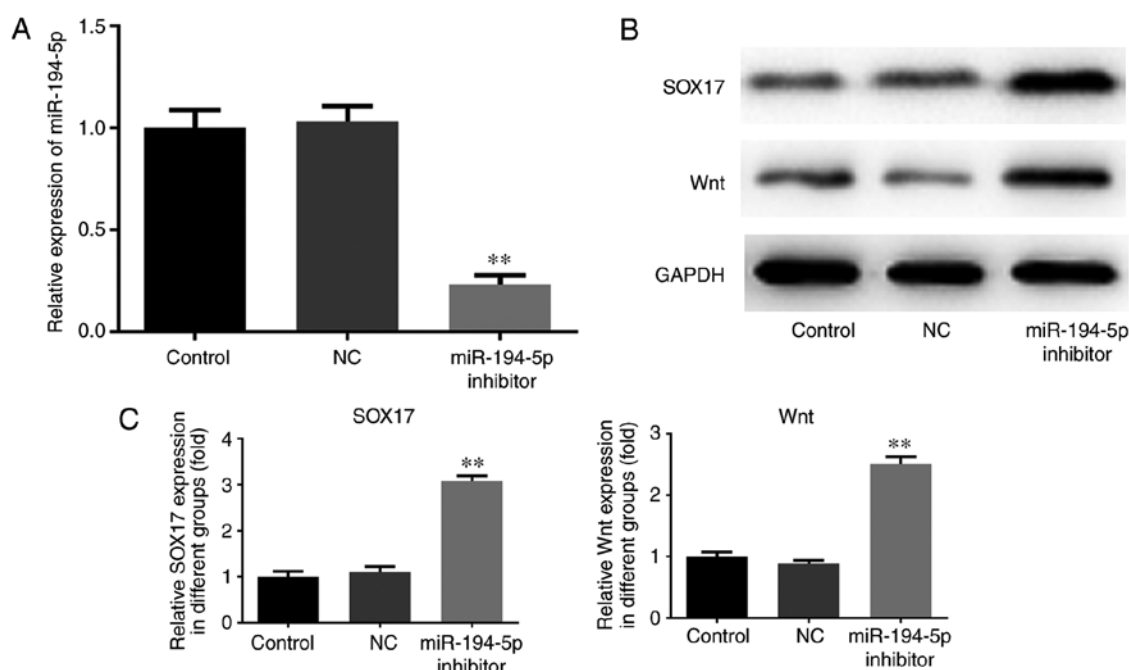 A
Relative expression of miR-194-5p
1.5
1.0
0.5
0.0
**
Control
NC
miR-194-5p
inhibitor
B
SOX17
Wnt
GAPDH
Control
NC
miR-194-5p
inhibitor
C
SOX17
Relative SOX17 expression
in different groups (fold)
4
3
2
1
0
**
Control
NC
miR-194-5p
inhibitor
Wnt
Relative Wnt expression
in different groups (fold)
3
2
1
0
**
Control
NC
miR-194-5p
inhibitor